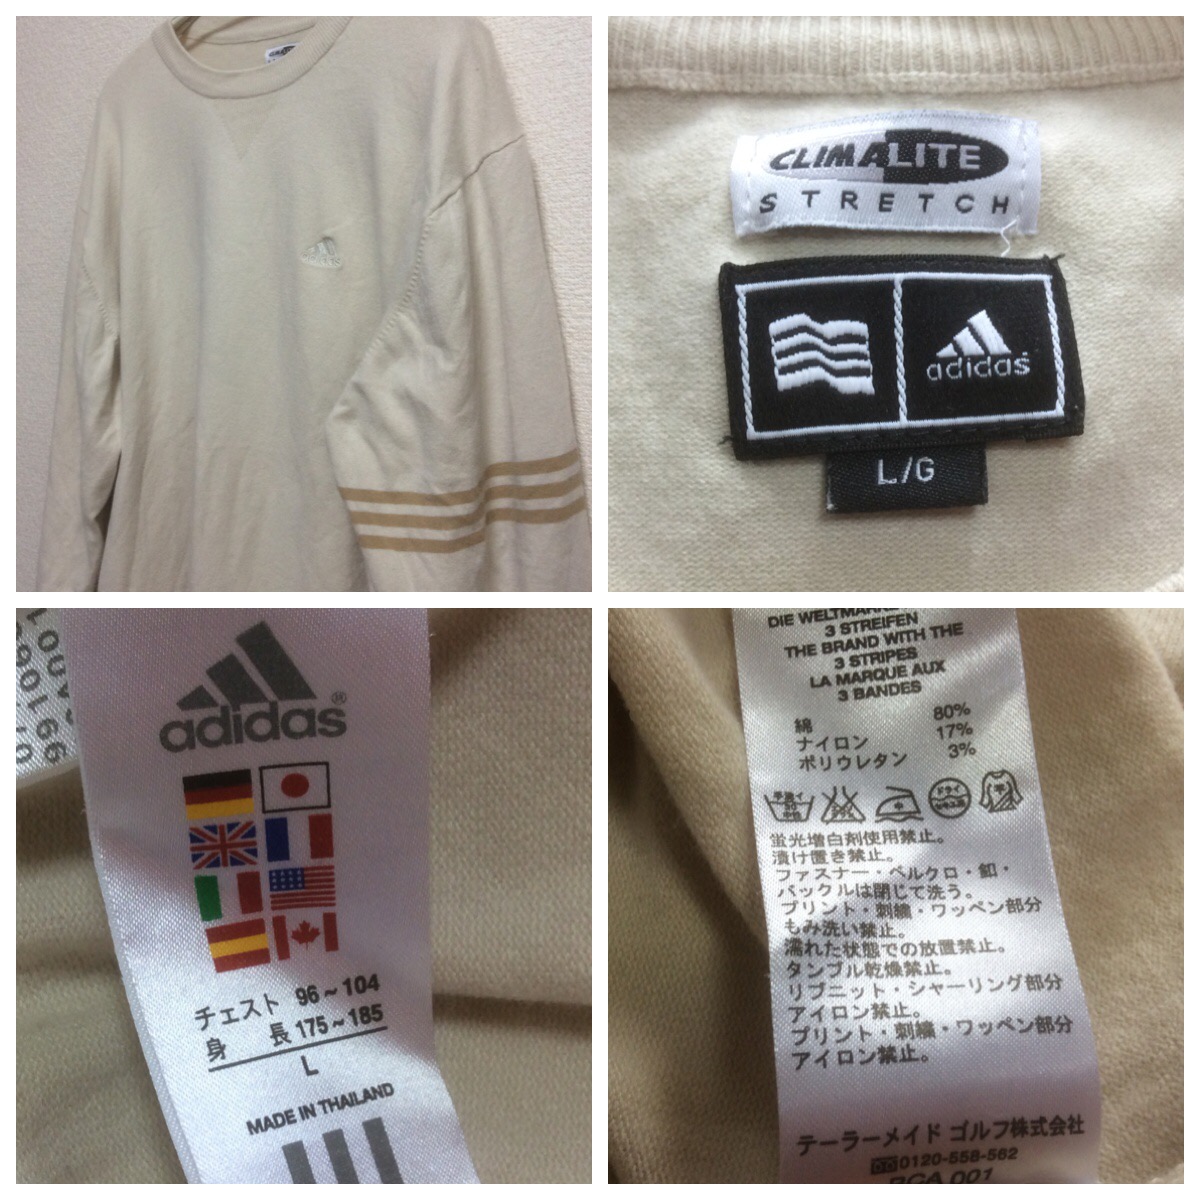 CLIMALITE
STRETCH
adidas
L/G
adidas®
チェスト 96~104
身 長 175~185
L
MADE IN THAILAND
3 STREIFEN
THE BRAND WITH THE
3 STRIPES
LA MARQUE AUX
3 BANDES
綿 80%
ナイロン 17%
ポリウレタン 3%
蛍光増白剤使用禁止。
漬け置き禁止。
ファスナー・ベルクロ・釦・
バックルは閉じて洗う。
プリント・刺繍・ワッペン部分
もみ洗い禁止。
濡れた状態での放置禁止。
タンブル乾燥禁止。
リブニット・シャーリング部分
アイロン禁止。
プリント・刺繍・ワッペン部分
アイロン禁止。
テーラーメイド ゴルフ株式会社
0120-558-562